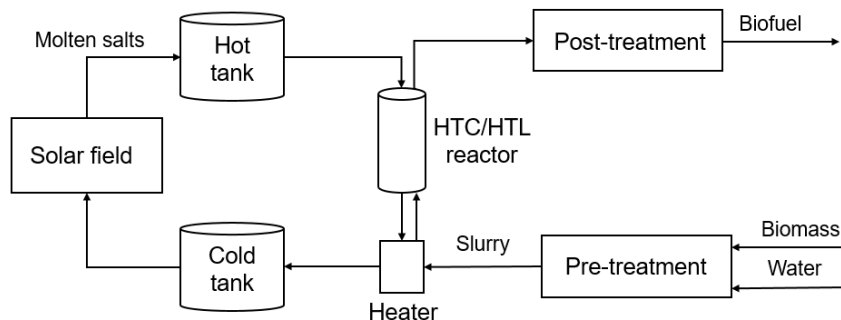 Molten salts
Hot
tank
Post-treatment
Biofuel
Solar field
HTC/HTL
reactor
Cold
tank
Heater
Slurry
Pre-treatment
Biomass
Water